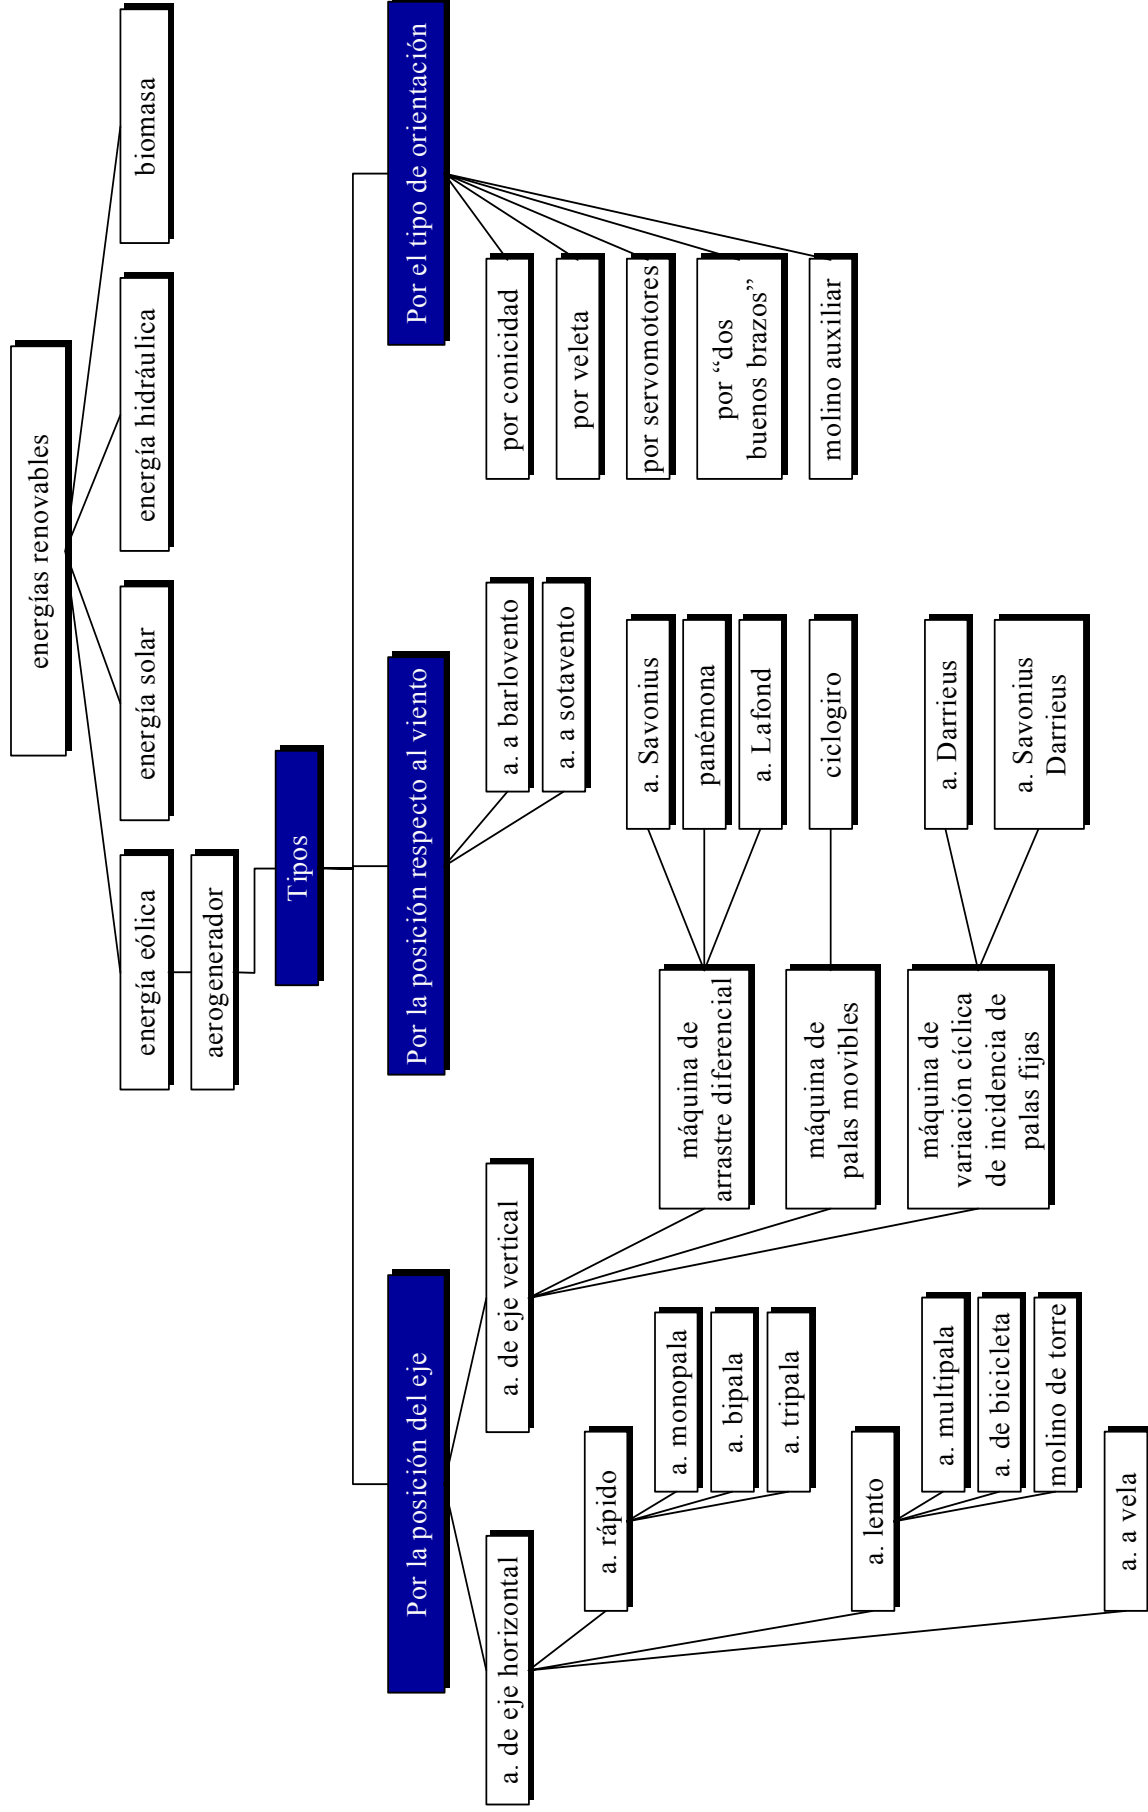 energías renovables
energía eólica
energía solar
energía hidráulica
biomasa
aerogenerador
Tipos
Por la posición del eje
Por la posición respecto al viento
Por el tipo de orientación
a. de eje horizontal
a. de eje vertical
a. rápido
a. monopala
a. bipala
a. tripala
a. lento
a. multipala
a. de bicicleta
molino de torre
a. a vela
máquina de
arrastre diferencial
a. Savonius
panémona
a. Lafond
máquina de
palas movibles
ciclogiro
máquina de
variación cíclica
de incidencia de
palas fijas
a. Darrieus
a. Savonius
Darrieus
a. a barlovento
a. a sotavento
por conicidad
por veleta
por servomotores
por “dos
buenos brazos”
molino auxiliar